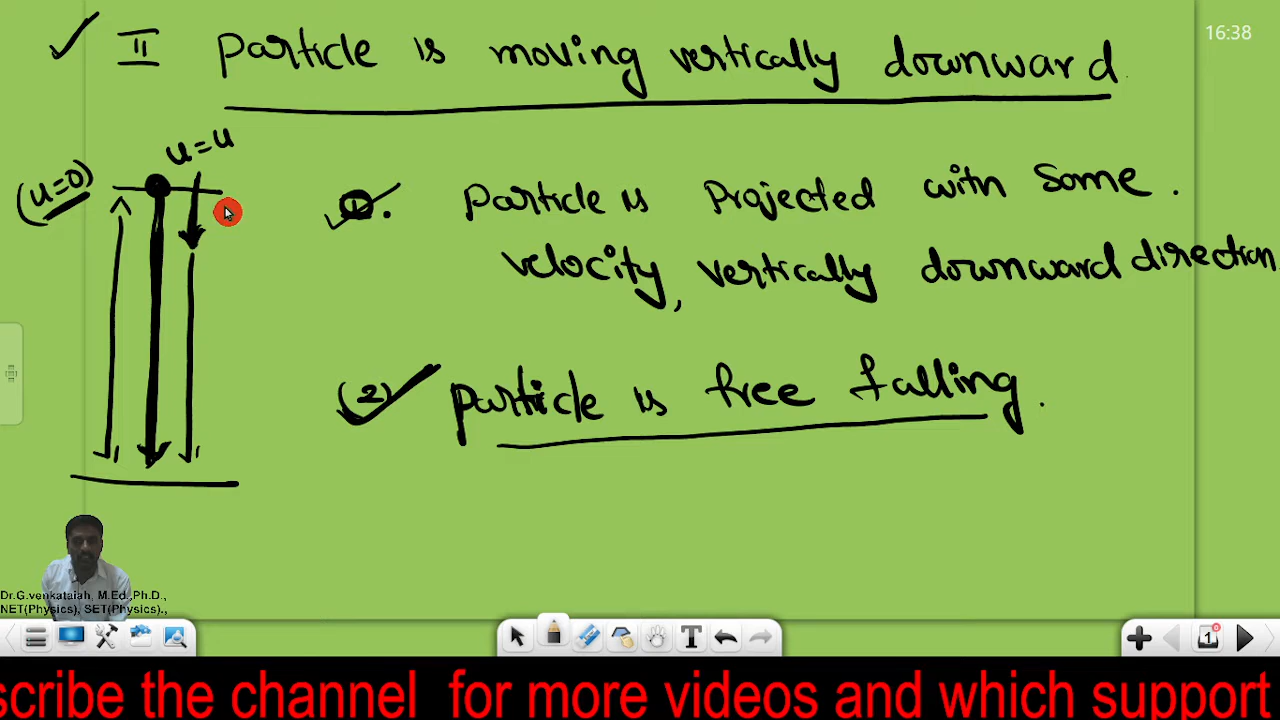 16:38
II Particle is moving vertically downward
u=u
(u=0)
①. Particle is Projected with Some.
velocity, vertically downward direction
(2) particle is free falling.
Dr.G.venkataiah, M.Ed.,Ph.D.,
NET(Physics), SET(Physics).,
T
1
0
scribe the channel for more videos and which support